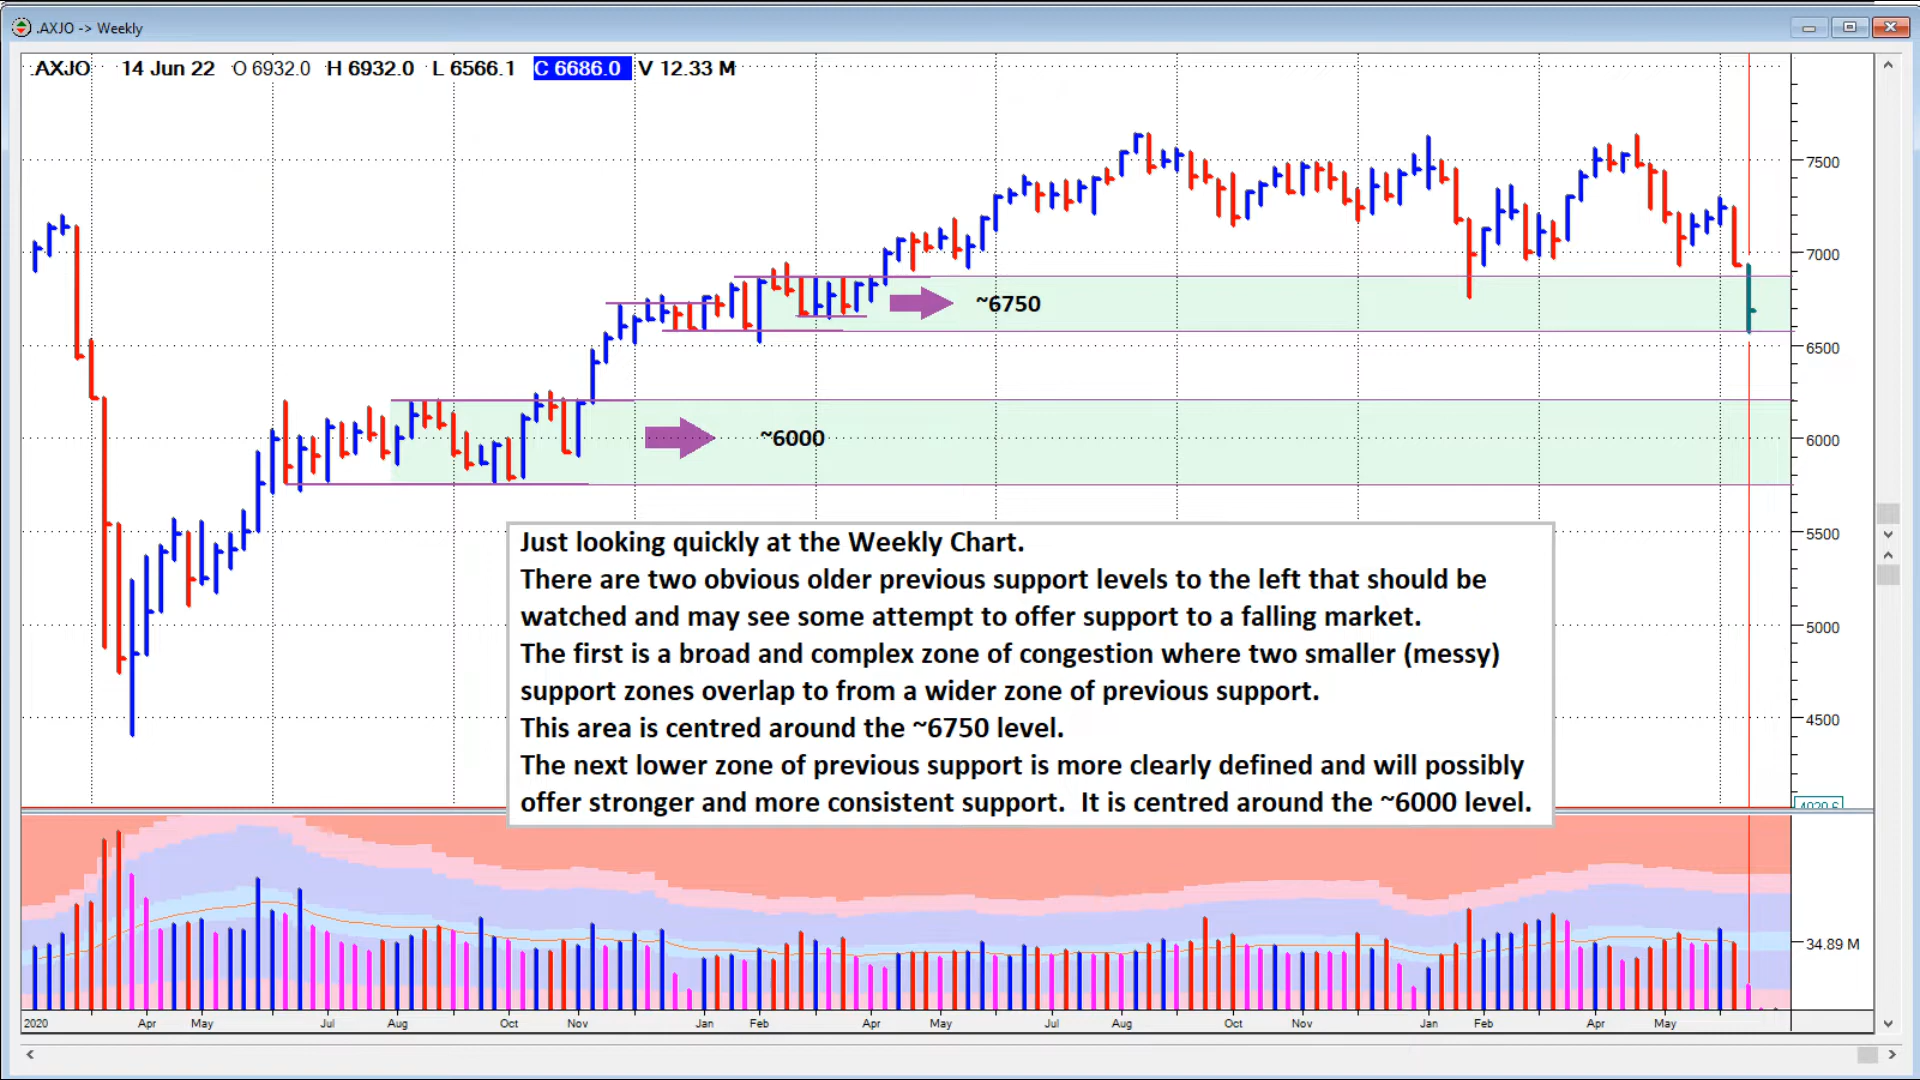 .AXJO -> Weekly
.AXJO 14 Jun 22 O 6932.0 H 6932.0 L 6566.1 C 6686.0 V 12.33 M
7500
7000
~6750
6500
~6000
6000
5500
Just looking quickly at the Weekly Chart.
There are two obvious older previous support levels to the left that should be
watched and may see some attempt to offer support to a falling market.
The first is a broad and complex zone of congestion where two smaller (messy)
support zones overlap to from a wider zone of previous support.
This area is centred around the ~6750 level.
The next lower zone of previous support is more clearly defined and will possibly
offer stronger and more consistent support. It is centred around the ~6000 level.
5000
4500
34.89 M
2020 Apr May Jul Aug Oct Nov Jan Feb Apr May Jul Aug Oct Nov Jan Feb Apr May